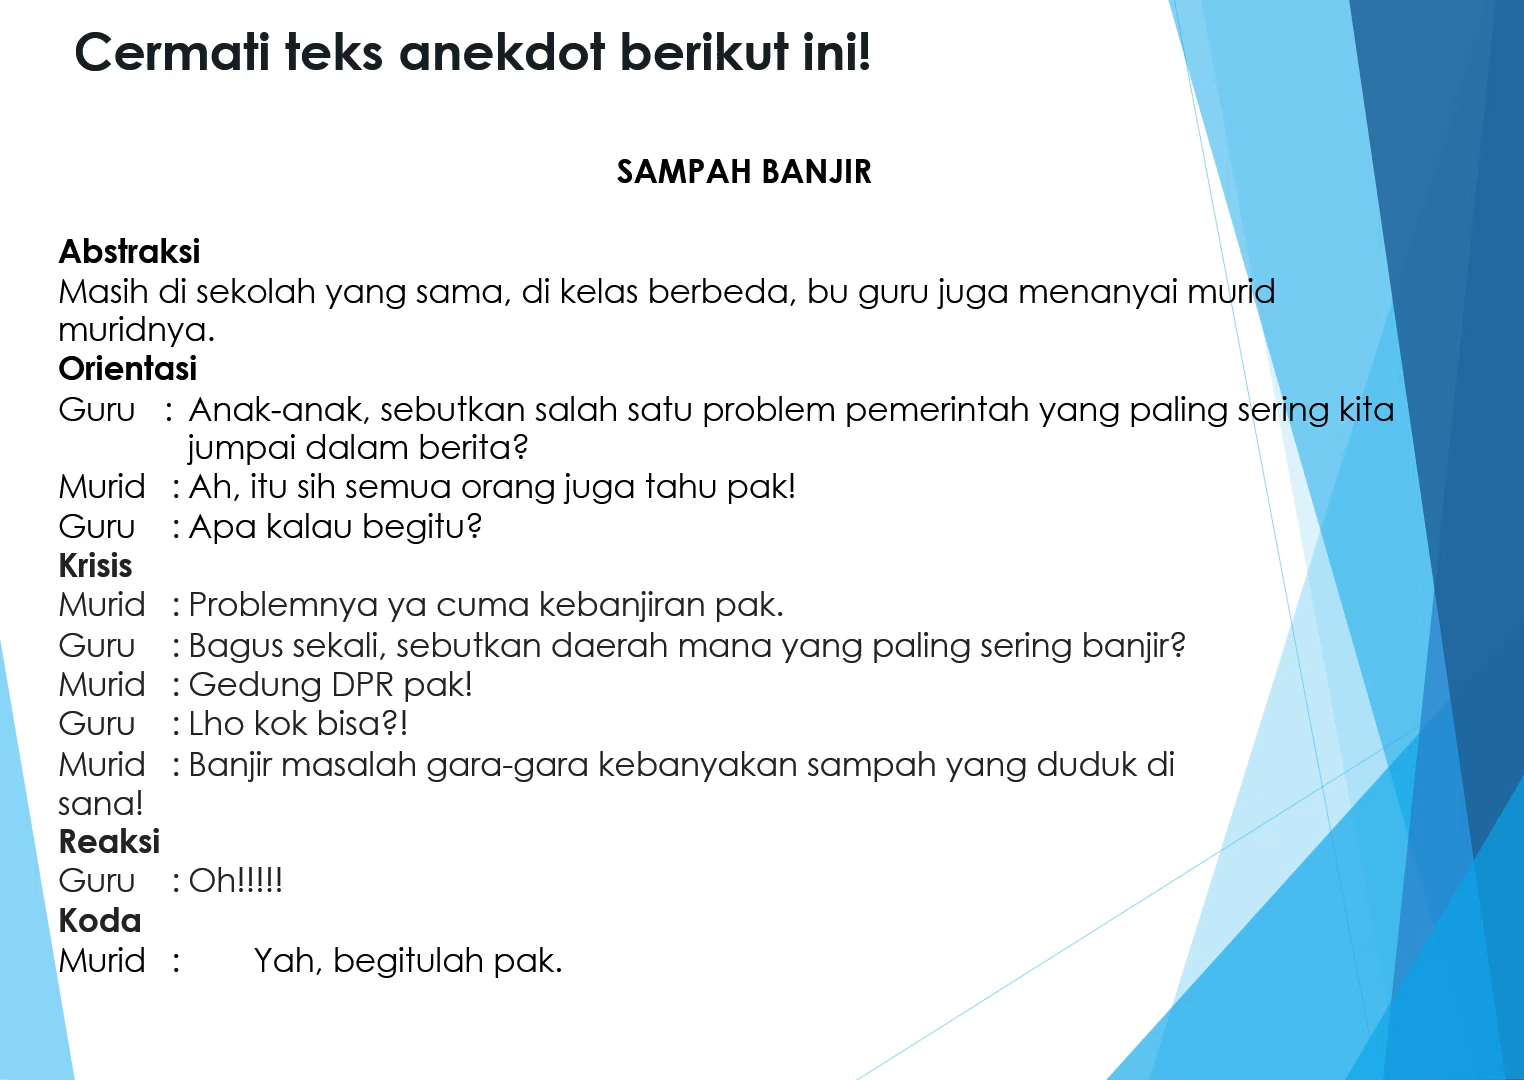 Cermati teks anekdot berikut ini!
SAMPAH BANJIR
Abstraksi
Masih di sekolah yang sama, di kelas berbeda, bu guru juga menanyai murid
muridnya.
Orientasi
Guru : Anak-anak, sebutkan salah satu problem pemerintah yang paling sering kita
jumpai dalam berita?
Murid : Ah, itu sih semua orang juga tahu pak!
Guru : Apa kalau begitu?
Krisis
Murid : Problemnya ya cuma kebanjiran pak.
Guru : Bagus sekali, sebutkan daerah mana yang paling sering banjir?
Murid : Gedung DPR pak!
Guru : Lho kok bisa?!
Murid : Banjir masalah gara-gara kebanyakan sampah yang duduk di
sana!
Reaksi
Guru : Oh!!!!!
Koda
Murid : Yah, begitulah pak.